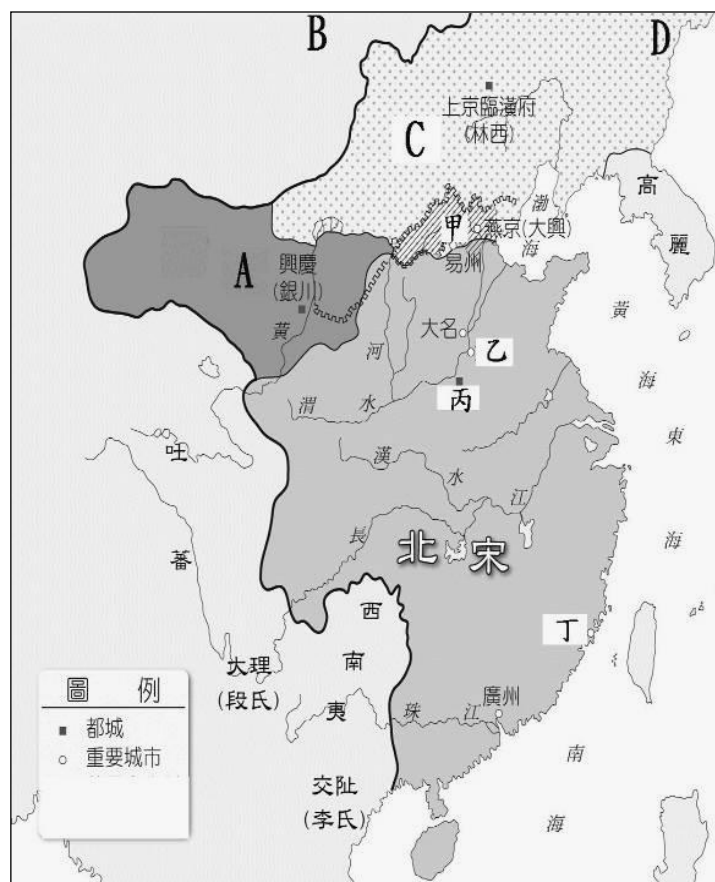 B
D
上京臨潢府
(林西)
C
高
麗
渤
海
甲
燕京(大興)
易州
A
興慶
(銀川)
黃
河
大名
乙
丙
黃
海
渭
水
漢
水
東
海
吐
蕃
長
江
北宋
丁
西
南
夷
大理
(段氏)
珠
江
廣州
交阯
(李氏)
南
海
圖例
都城
重要城市